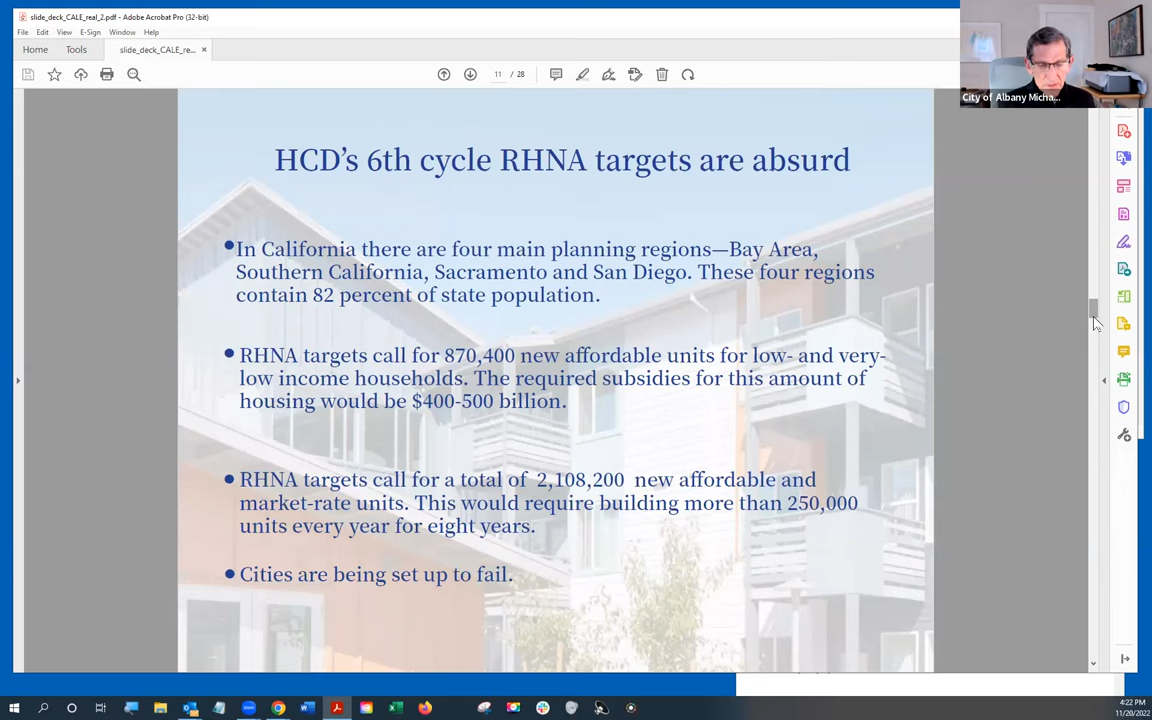 slide_deck_CALE_real_2.pdf - Adobe Acrobat Pro (32-bit)
File Edit View E-Sign Window Help
Home Tools slide_deck_CALE_re... ×
11 / 28
City of Albany Micha...
HCD’s 6th cycle RHNA targets are absurd
•In California there are four main planning regions—Bay Area,
Southern California, Sacramento and San Diego. These four regions
contain 82 percent of state population.
• RHNA targets call for 870,400 new affordable units for low- and very-
low income households. The required subsidies for this amount of
housing would be $400-500 billion.
• RHNA targets call for a total of 2,108,200 new affordable and
market-rate units. This would require building more than 250,000
units every year for eight years.
• Cities are being set up to fail.
4:22 PM
11/20/2022